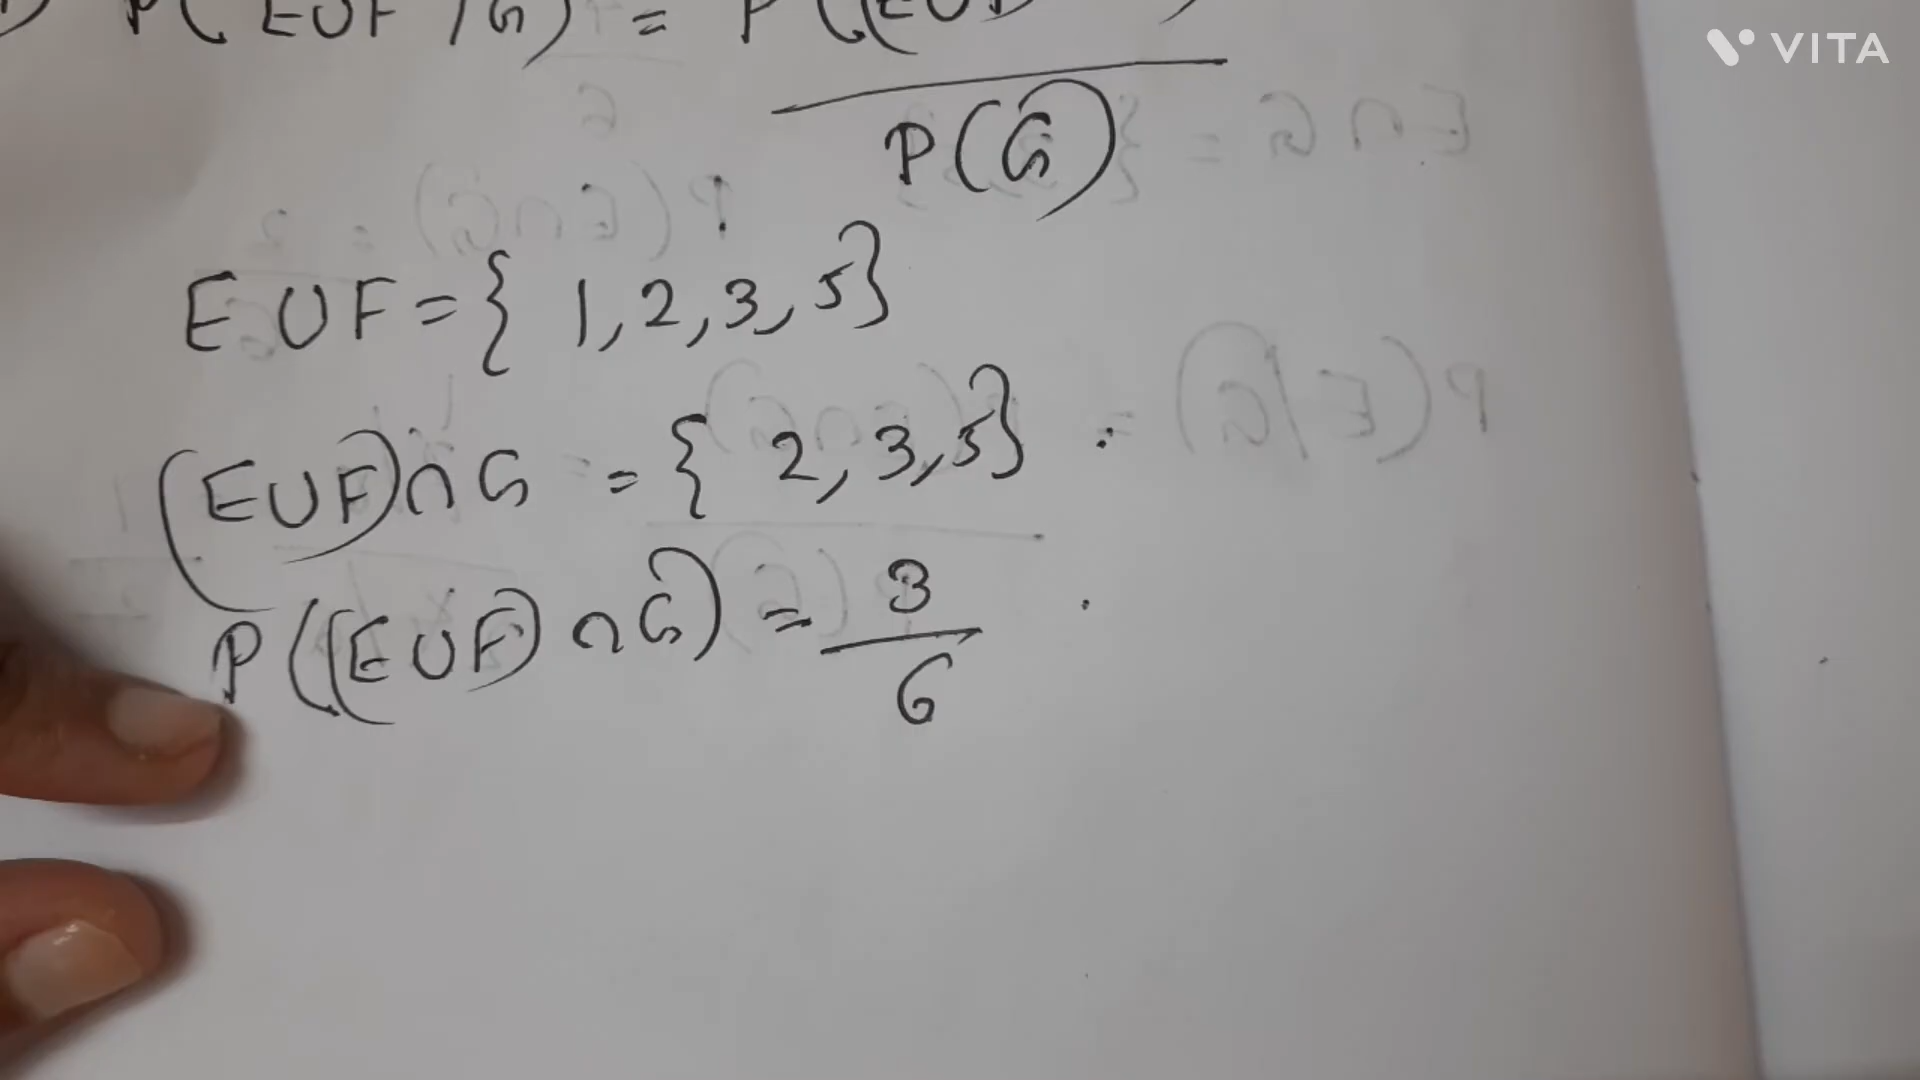 P(EUF/G) = P((EUF
P(G)
EUF = { 1, 2, 3, 5}
(EUF)∩G = { 2, 3, 5}
P((EUF)∩G) = 3/6
VITA